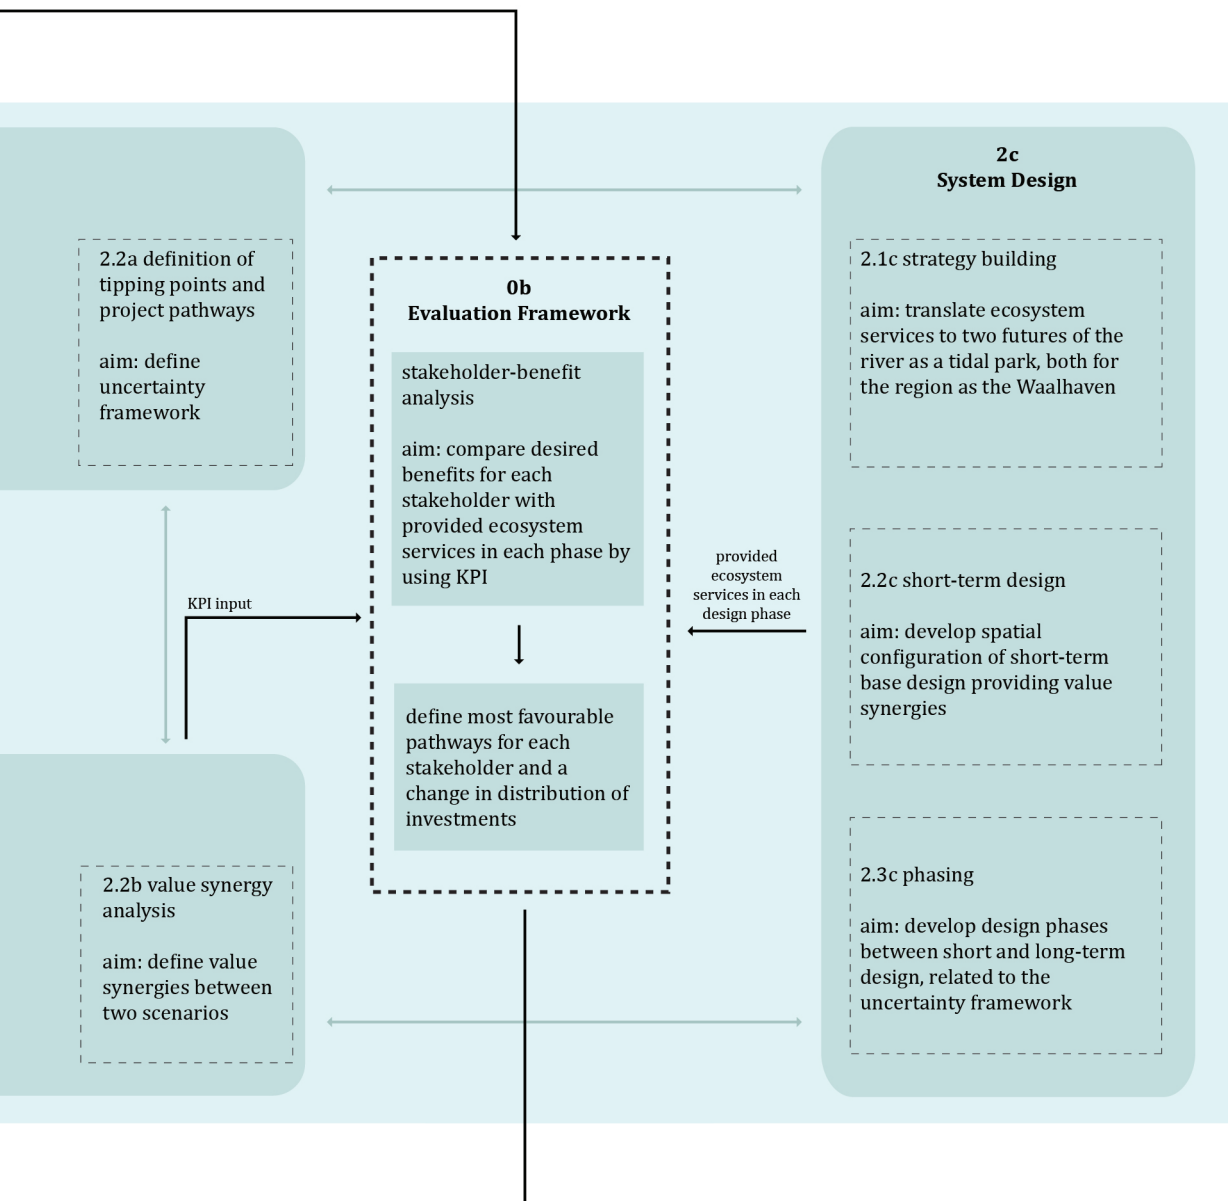 2.2a definition of
tipping points and
project pathways
aim: define
uncertainty
framework
KPI input
2.2b value synergy
analysis
aim: define value
synergies between
two scenarios
0b
Evaluation Framework
stakeholder-benefit
analysis
aim: compare desired
benefits for each
stakeholder with
provided ecosystem
services in each phase by
using KPI
define most favourable
pathways for each
stakeholder and a
change in distribution of
investments
provided
ecosystem
services in each
design phase
2c
System Design
2.1c strategy building
aim: translate ecosystem
services to two futures of the
river as a tidal park, both for
the region as the Waalhaven
2.2c short-term design
aim: develop spatial
configuration of short-term
base design providing value
synergies
2.3c phasing
aim: develop design phases
between short and long-term
design, related to the
uncertainty framework